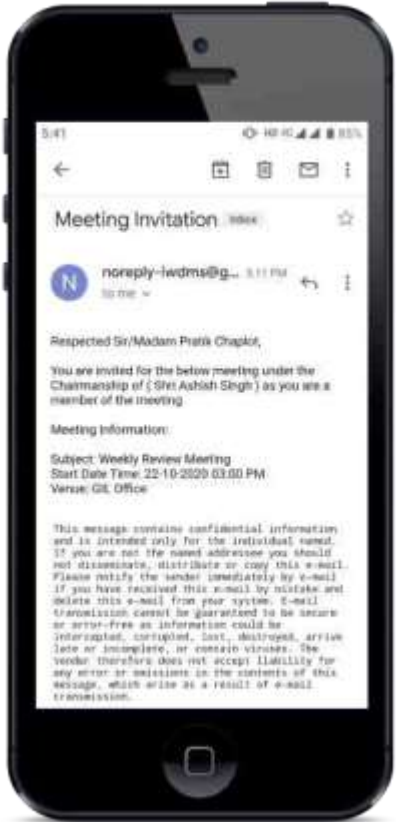 5:41
85%
Meeting Invitation Inbox
N
noreply-iwdms@g... 5:11 PM
to me
Respected Sir/Madam Pratik Chaplot,
You are invited for the below meeting under the
Chairmanship of ( Shri Ashish Singh ) as you are a
member of the meeting
Meeting Information:
Subject: Weekly Review Meeting
Start Date Time: 22-10-2020 03:00 PM
Venue: GIL Office
This message contains confidential information
and is intended only for the individual named.
If you are not the named addressee you should
not disseminate, distribute or copy this e-mail.
Please notify the sender immediately by e-mail
if you have received this e-mail by mistake and
delete this e-mail from your system. E-mail
transmission cannot be guaranteed to be secure
or error-free as information could be
intercepted, corrupted, lost, destroyed, arrive
late or incomplete, or contain viruses. The
sender therefore does not accept liability for
any error or omissions in the contents of this
message, which arise as a result of e-mail
transmission.